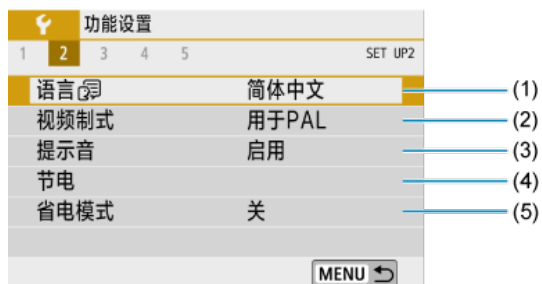 功能设置
1 2 3 4 5 SET UP2
语言 简体中文 (1)
视频制式 用于PAL (2)
提示音 启用 (3)
节电 (4)
省电模式 关 (5)
MENU